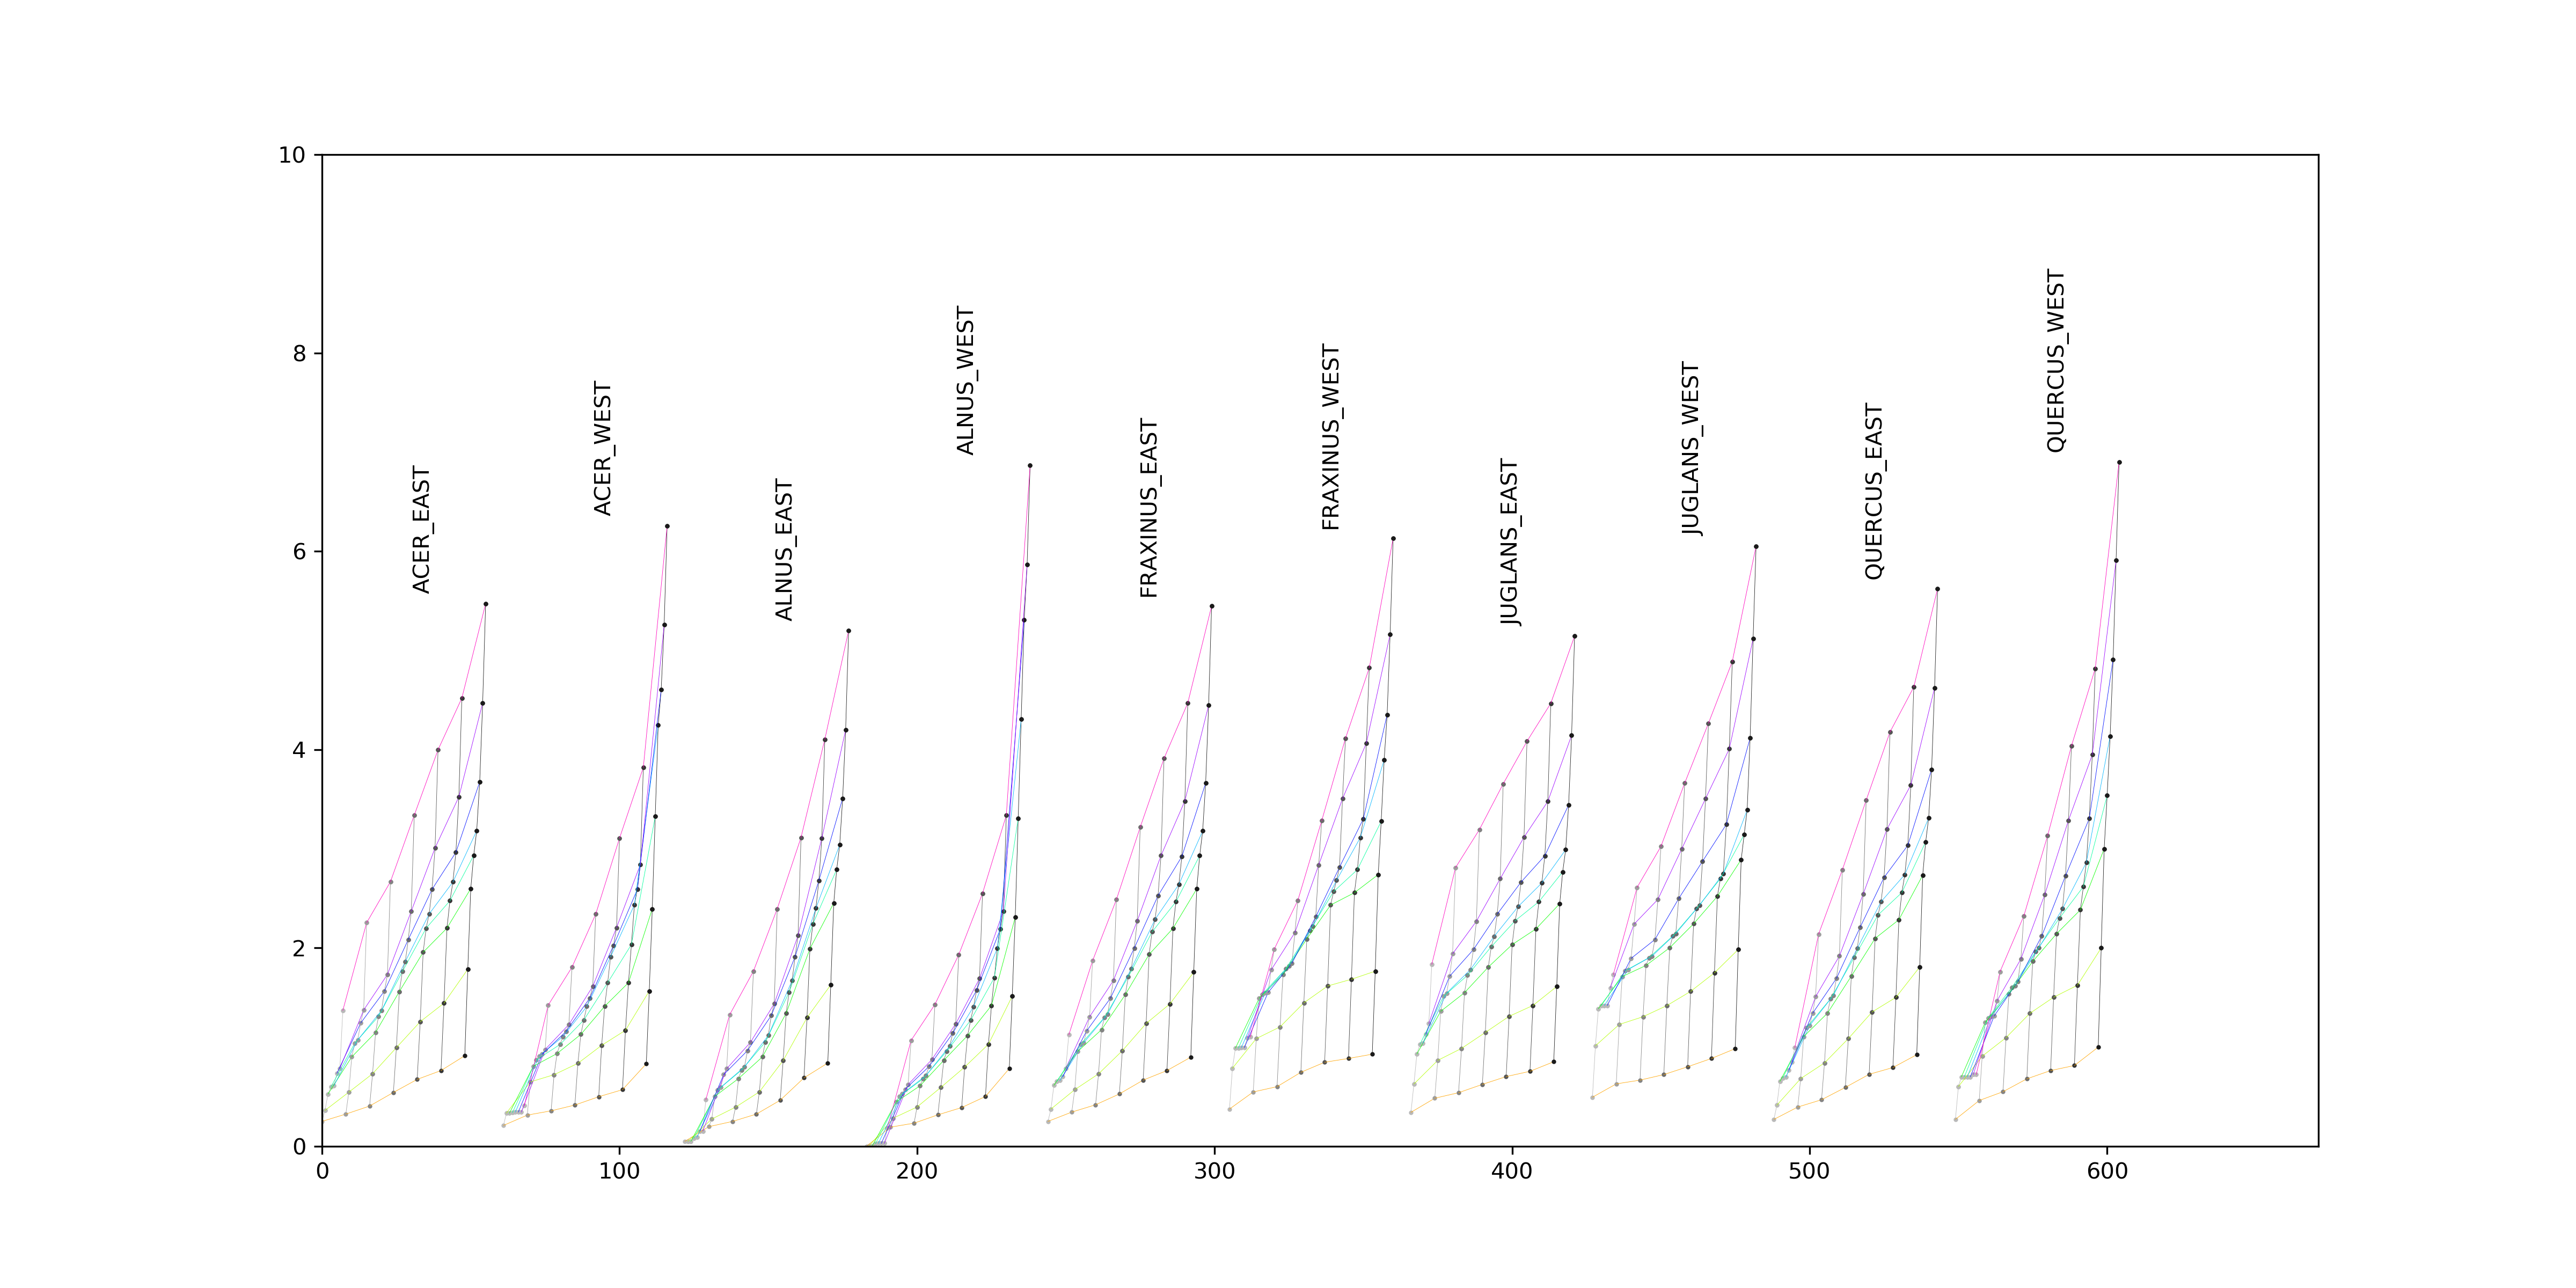 10
8
6
4
2
0
ACER_EAST
ACER_WEST
ALNUS_EAST
ALNUS_WEST
FRAXINUS_EAST
FRAXINUS_WEST
JUGLANS_EAST
JUGLANS_WEST
QUERCUS_EAST
QUERCUS_WEST
0 100 200 300 400 500 600